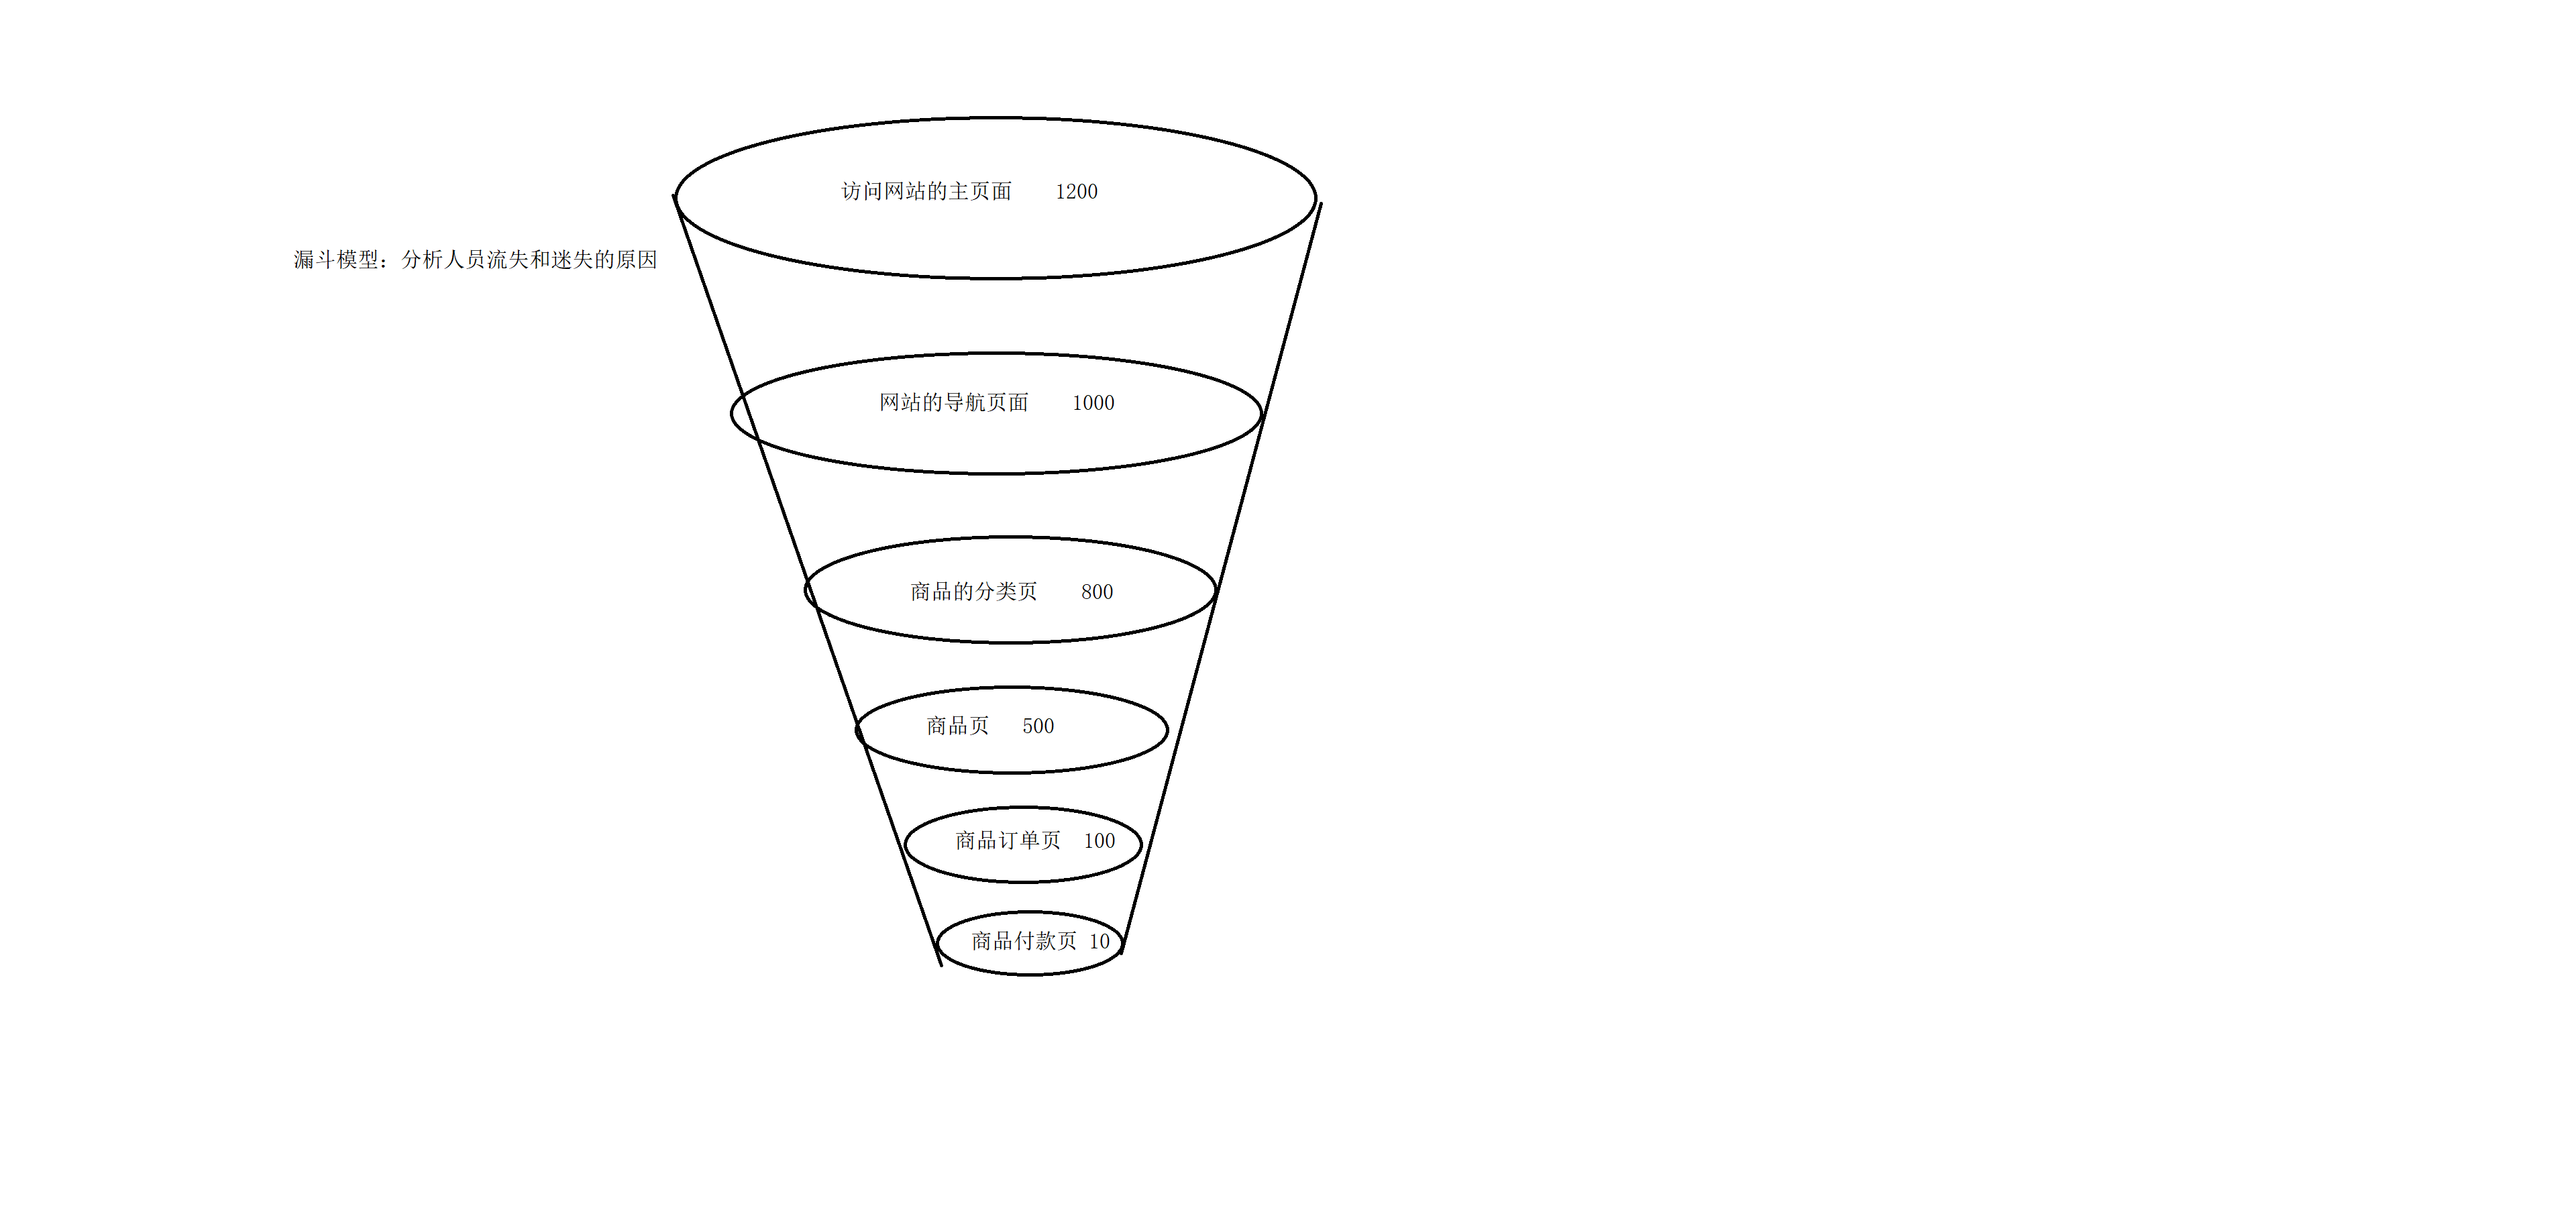 访问网站的主页面 1200
漏斗模型：分析人员流失和迷失的原因
网站的导航页面 1000
商品的分类页 800
商品页 500
商品订单页 100
商品付款页 10